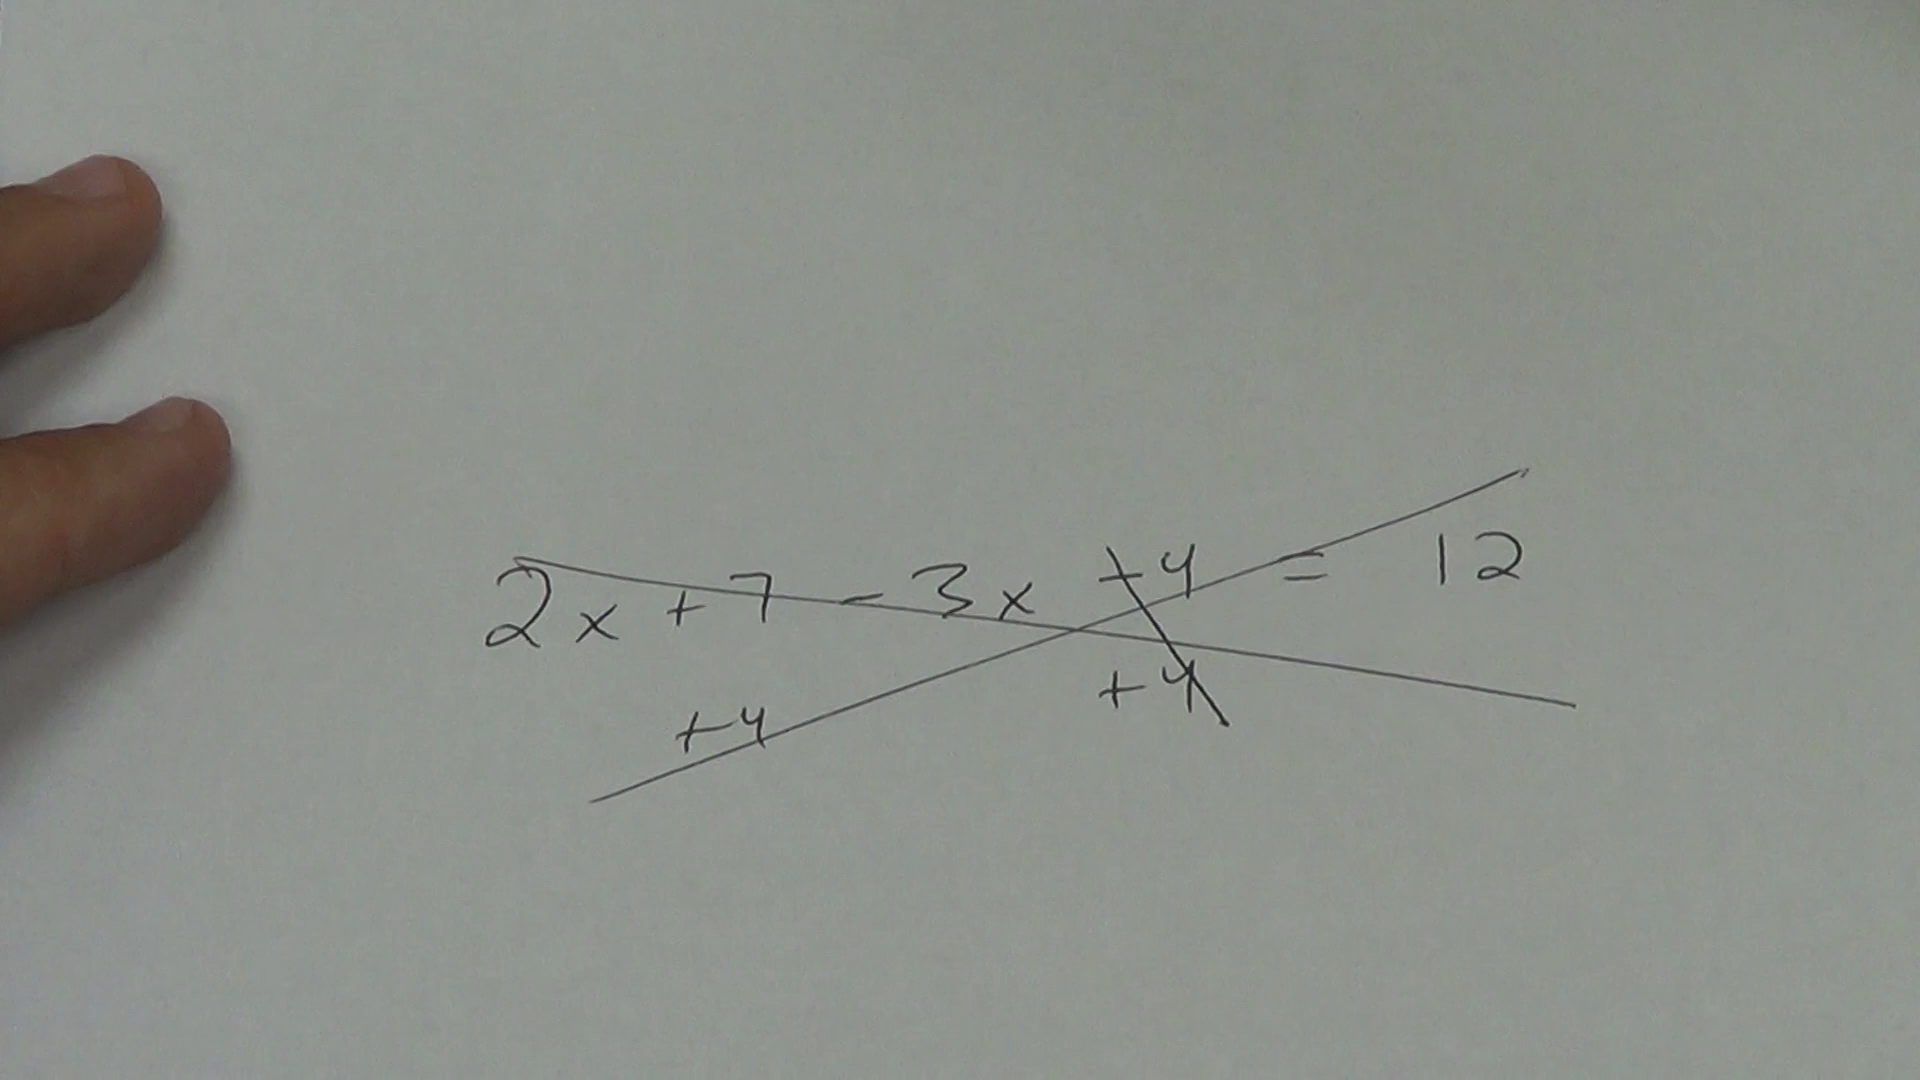 2x + 7 - 3x - 4 = 12
+4 +4